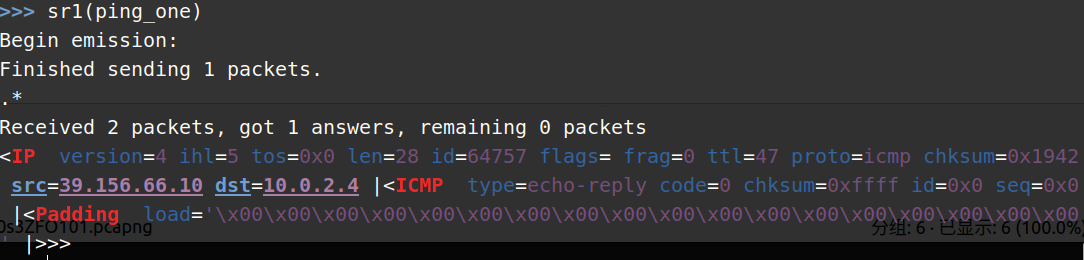 >>> sr1(ping_one)
Begin emission:
Finished sending 1 packets.
.*
Received 2 packets, got 1 answers, remaining 0 packets
<IP  version=4 ihl=5 tos=0x0 len=28 id=64757 flags= frag=0 ttl=47 proto=icmp chksum=0x1942
 src=39.156.66.10 dst=10.0.2.4 |<ICMP  type=echo-reply code=0 chksum=0xffff id=0x0 seq=0x0
 |<Padding  load='\x00\x00\x00\x00\x00\x00\x00\x00\x00\x00\x00\x00\x00\x00\x00\x00\x00\x00
分组: 6 · 已显示: 6 (100.0%)
' |>>>